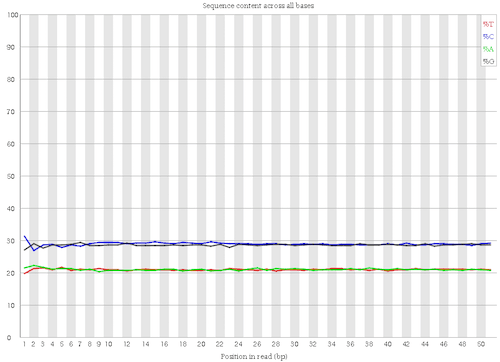 Sequence content across all bases
100
%T
%C
%A
%G
90
80
70
60
50
40
30
20
10
0
1 2 3 4 5 6 7 8 9 10 12 14 16 18 20 22 24 26 28 30 32 34 36 38 40 42 44 46 48 50
Position in read (bp)